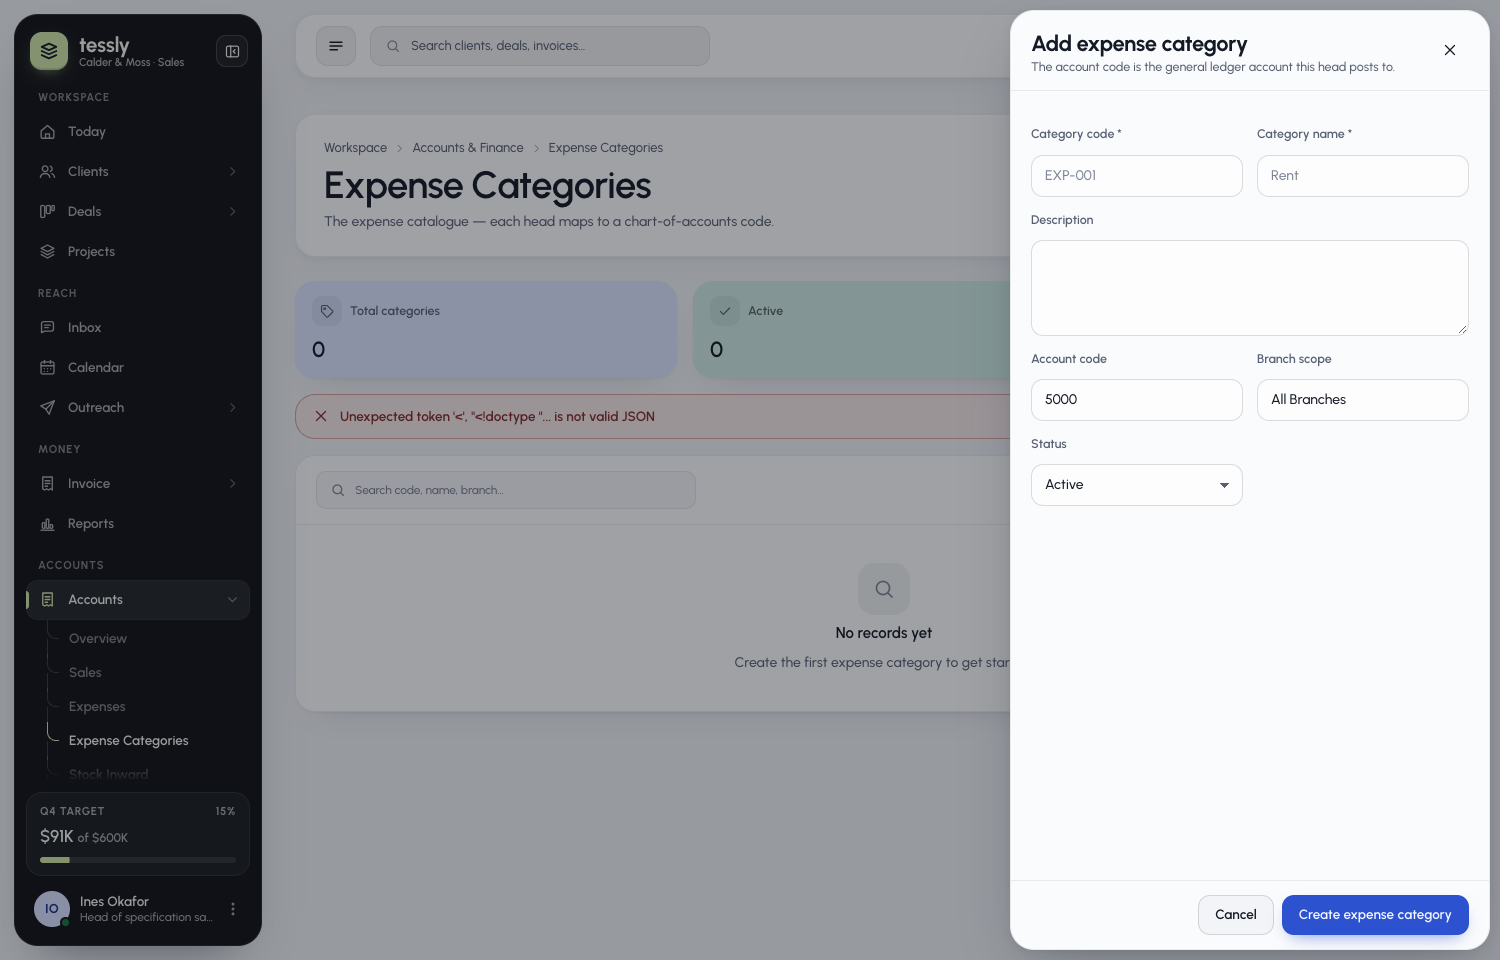 tessly
Calder & Moss · Sales
WORKSPACE
Today
Clients
Deals
Projects
REACH
Inbox
Calendar
Outreach
MONEY
Invoice
Reports
ACCOUNTS
Accounts
Overview
Sales
Expenses
Expense Categories
Stock Inward
Q4 TARGET 15%
$91K of $600K
IO
Ines Okafor
Head of specification sa...
Search clients, deals, invoices...
Workspace > Accounts & Finance > Expense Categories
Expense Categories
The expense catalogue — each head maps to a chart-of-accounts code.
Total categories
0
Active
0
Unexpected token '<', "<!doctype "... is not valid JSON
Search code, name, branch...
No records yet
Create the first expense category to get star
Add expense category
The account code is the general ledger account this head posts to.
Category code * Category name *
EXP-001 Rent
Description
Account code Branch scope
5000 All Branches
Status
Active
Cancel Create expense category